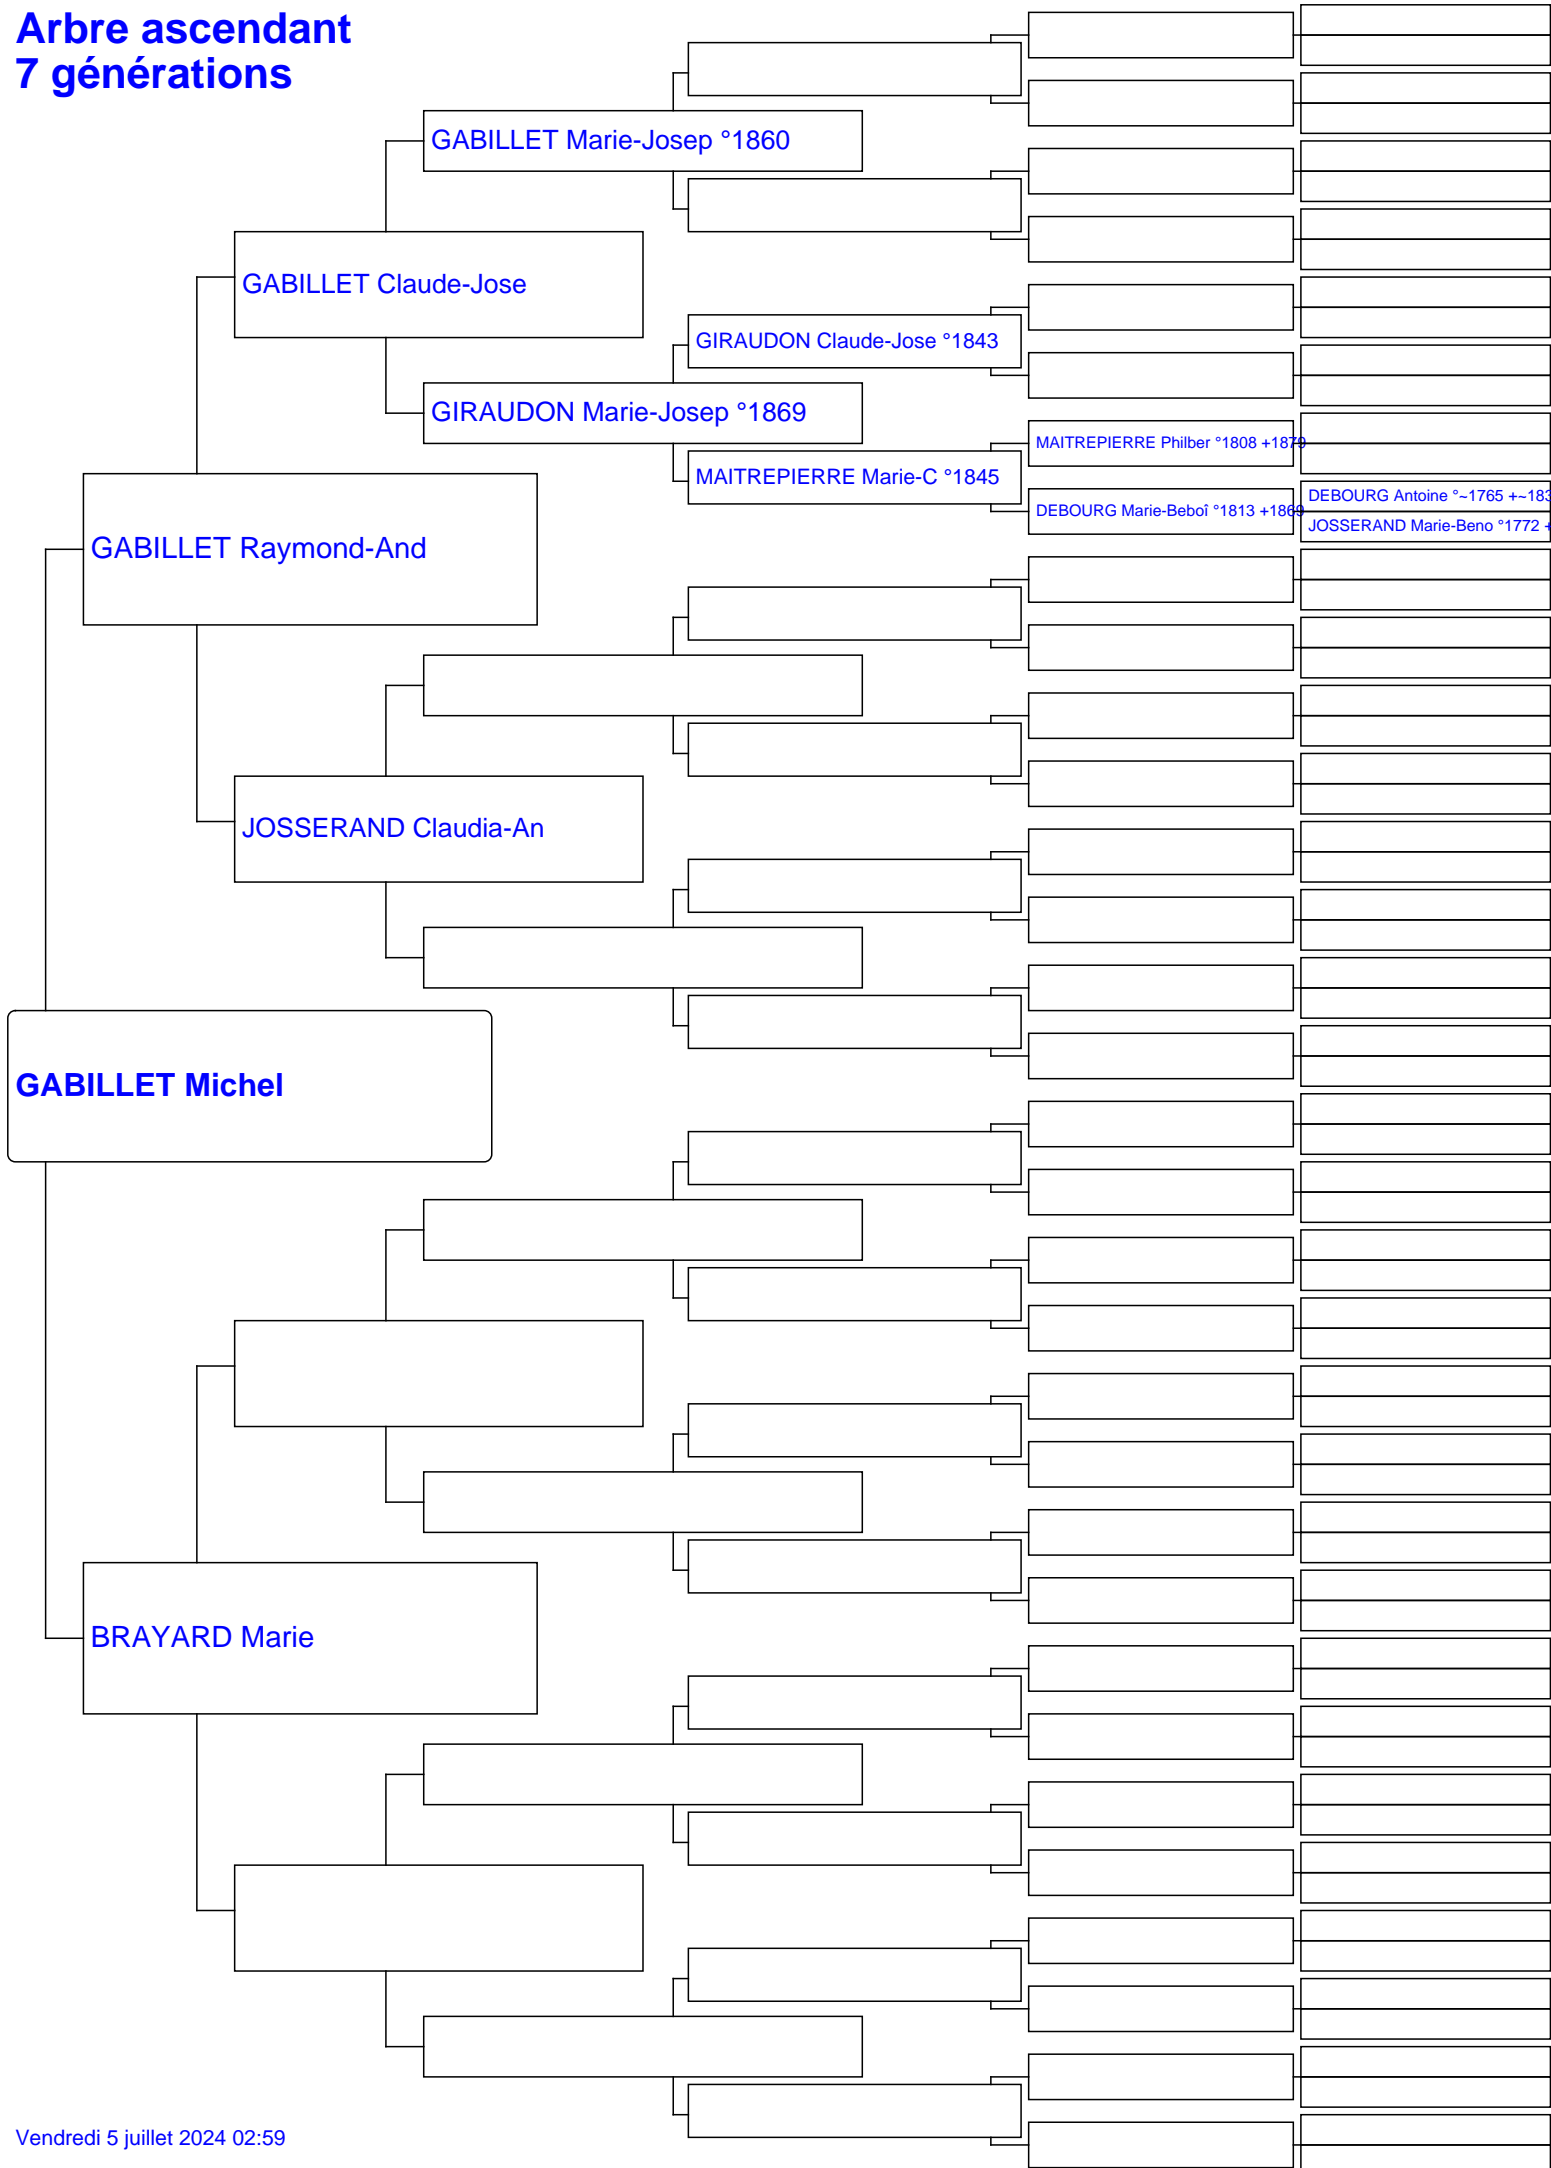 Arbre ascendant
7 générations
GABILLET Marie-Josep °1860
GABILLET Claude-Jose
GIRAUDON Claude-Jose °1843
GIRAUDON Marie-Josep °1869
MAITREPIERRE Philber °1808 +1879
MAITREPIERRE Marie-C °1845
DEBOURG Antoine °~1765 +~183
DEBOURG Marie-Beboî °1813 +1869
JOSSERAND Marie-Beno °1772 +
GABILLET Raymond-And
JOSSERAND Claudia-An
GABILLET Michel
BRAYARD Marie
Vendredi 5 juillet 2024 02:59